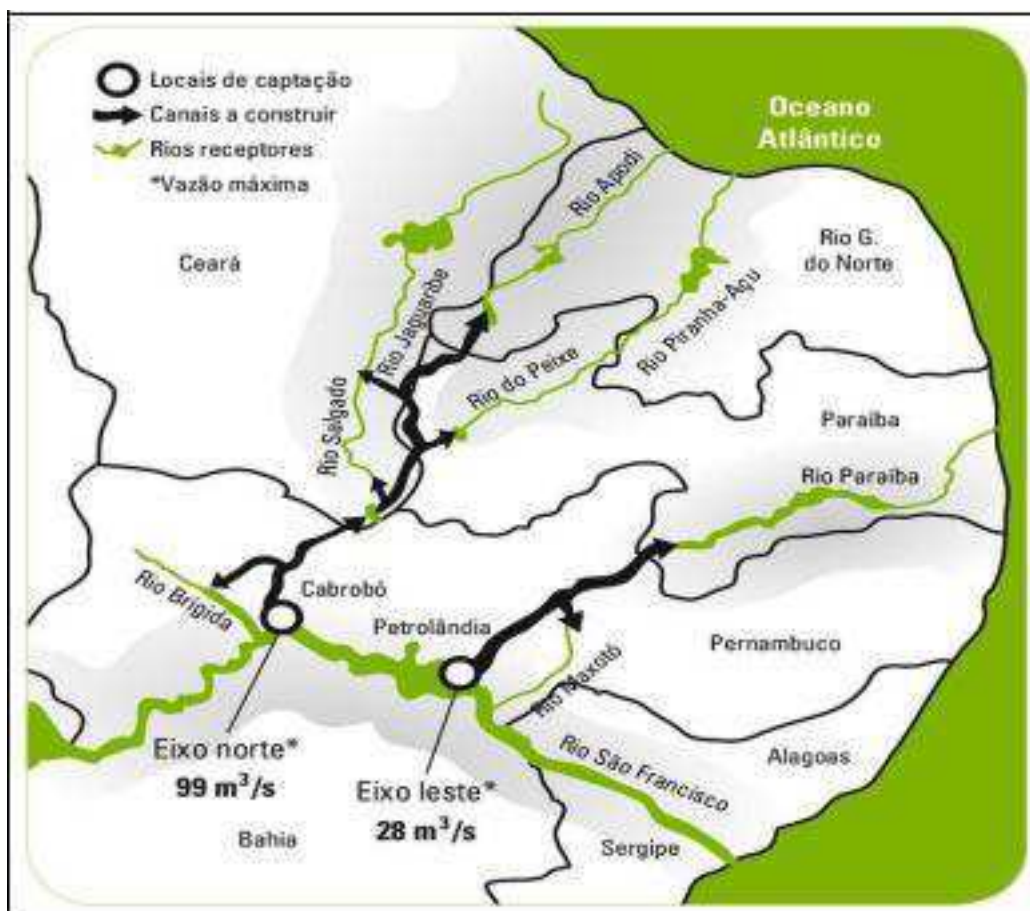 Locais de captação
Canais a construir
Rios receptores
*Vazão máxima
Oceano
Atlântico
Ceará
Rio Apodi
Rio G.
do Norte
Rio Jaguaribe
Rio Piranha-Açu
Rio do Peixe
Rio Salgado
Paraíba
Rio Paraíba
Rio Brígida
Cabrobó
Petrolândia
Pernambuco
Rio Maxotó
Eixo norte*
99 m³/s
Eixo leste*
28 m³/s
Rio São Francisco
Alagoas
Bahia
Sergipe